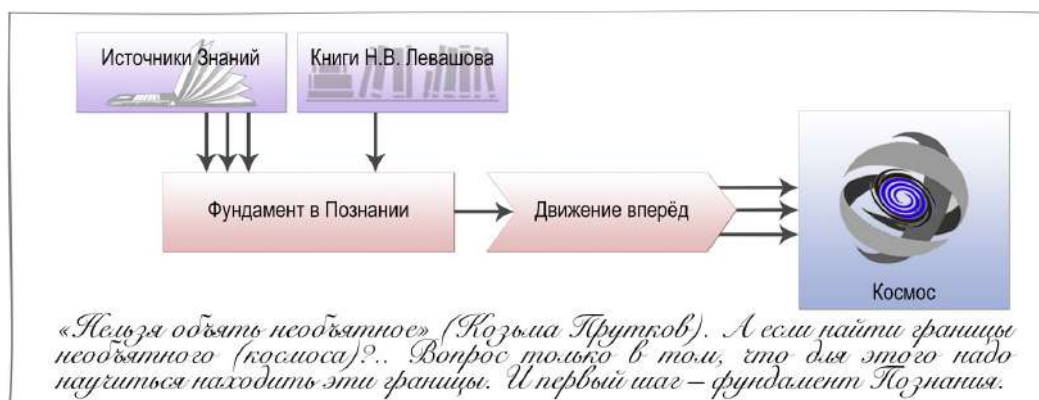 Источники Знаний
Книги Н.В. Левашова
Фундамент в Познании
Движение вперёд
Космос
«Нельзя объять необъятное» (Козьма Прутков). А если найти границы
необъятного (космоса)?.. Вопрос только в том, что для этого надо
научиться находить эти границы. И первый шаг – фундамент Познания.